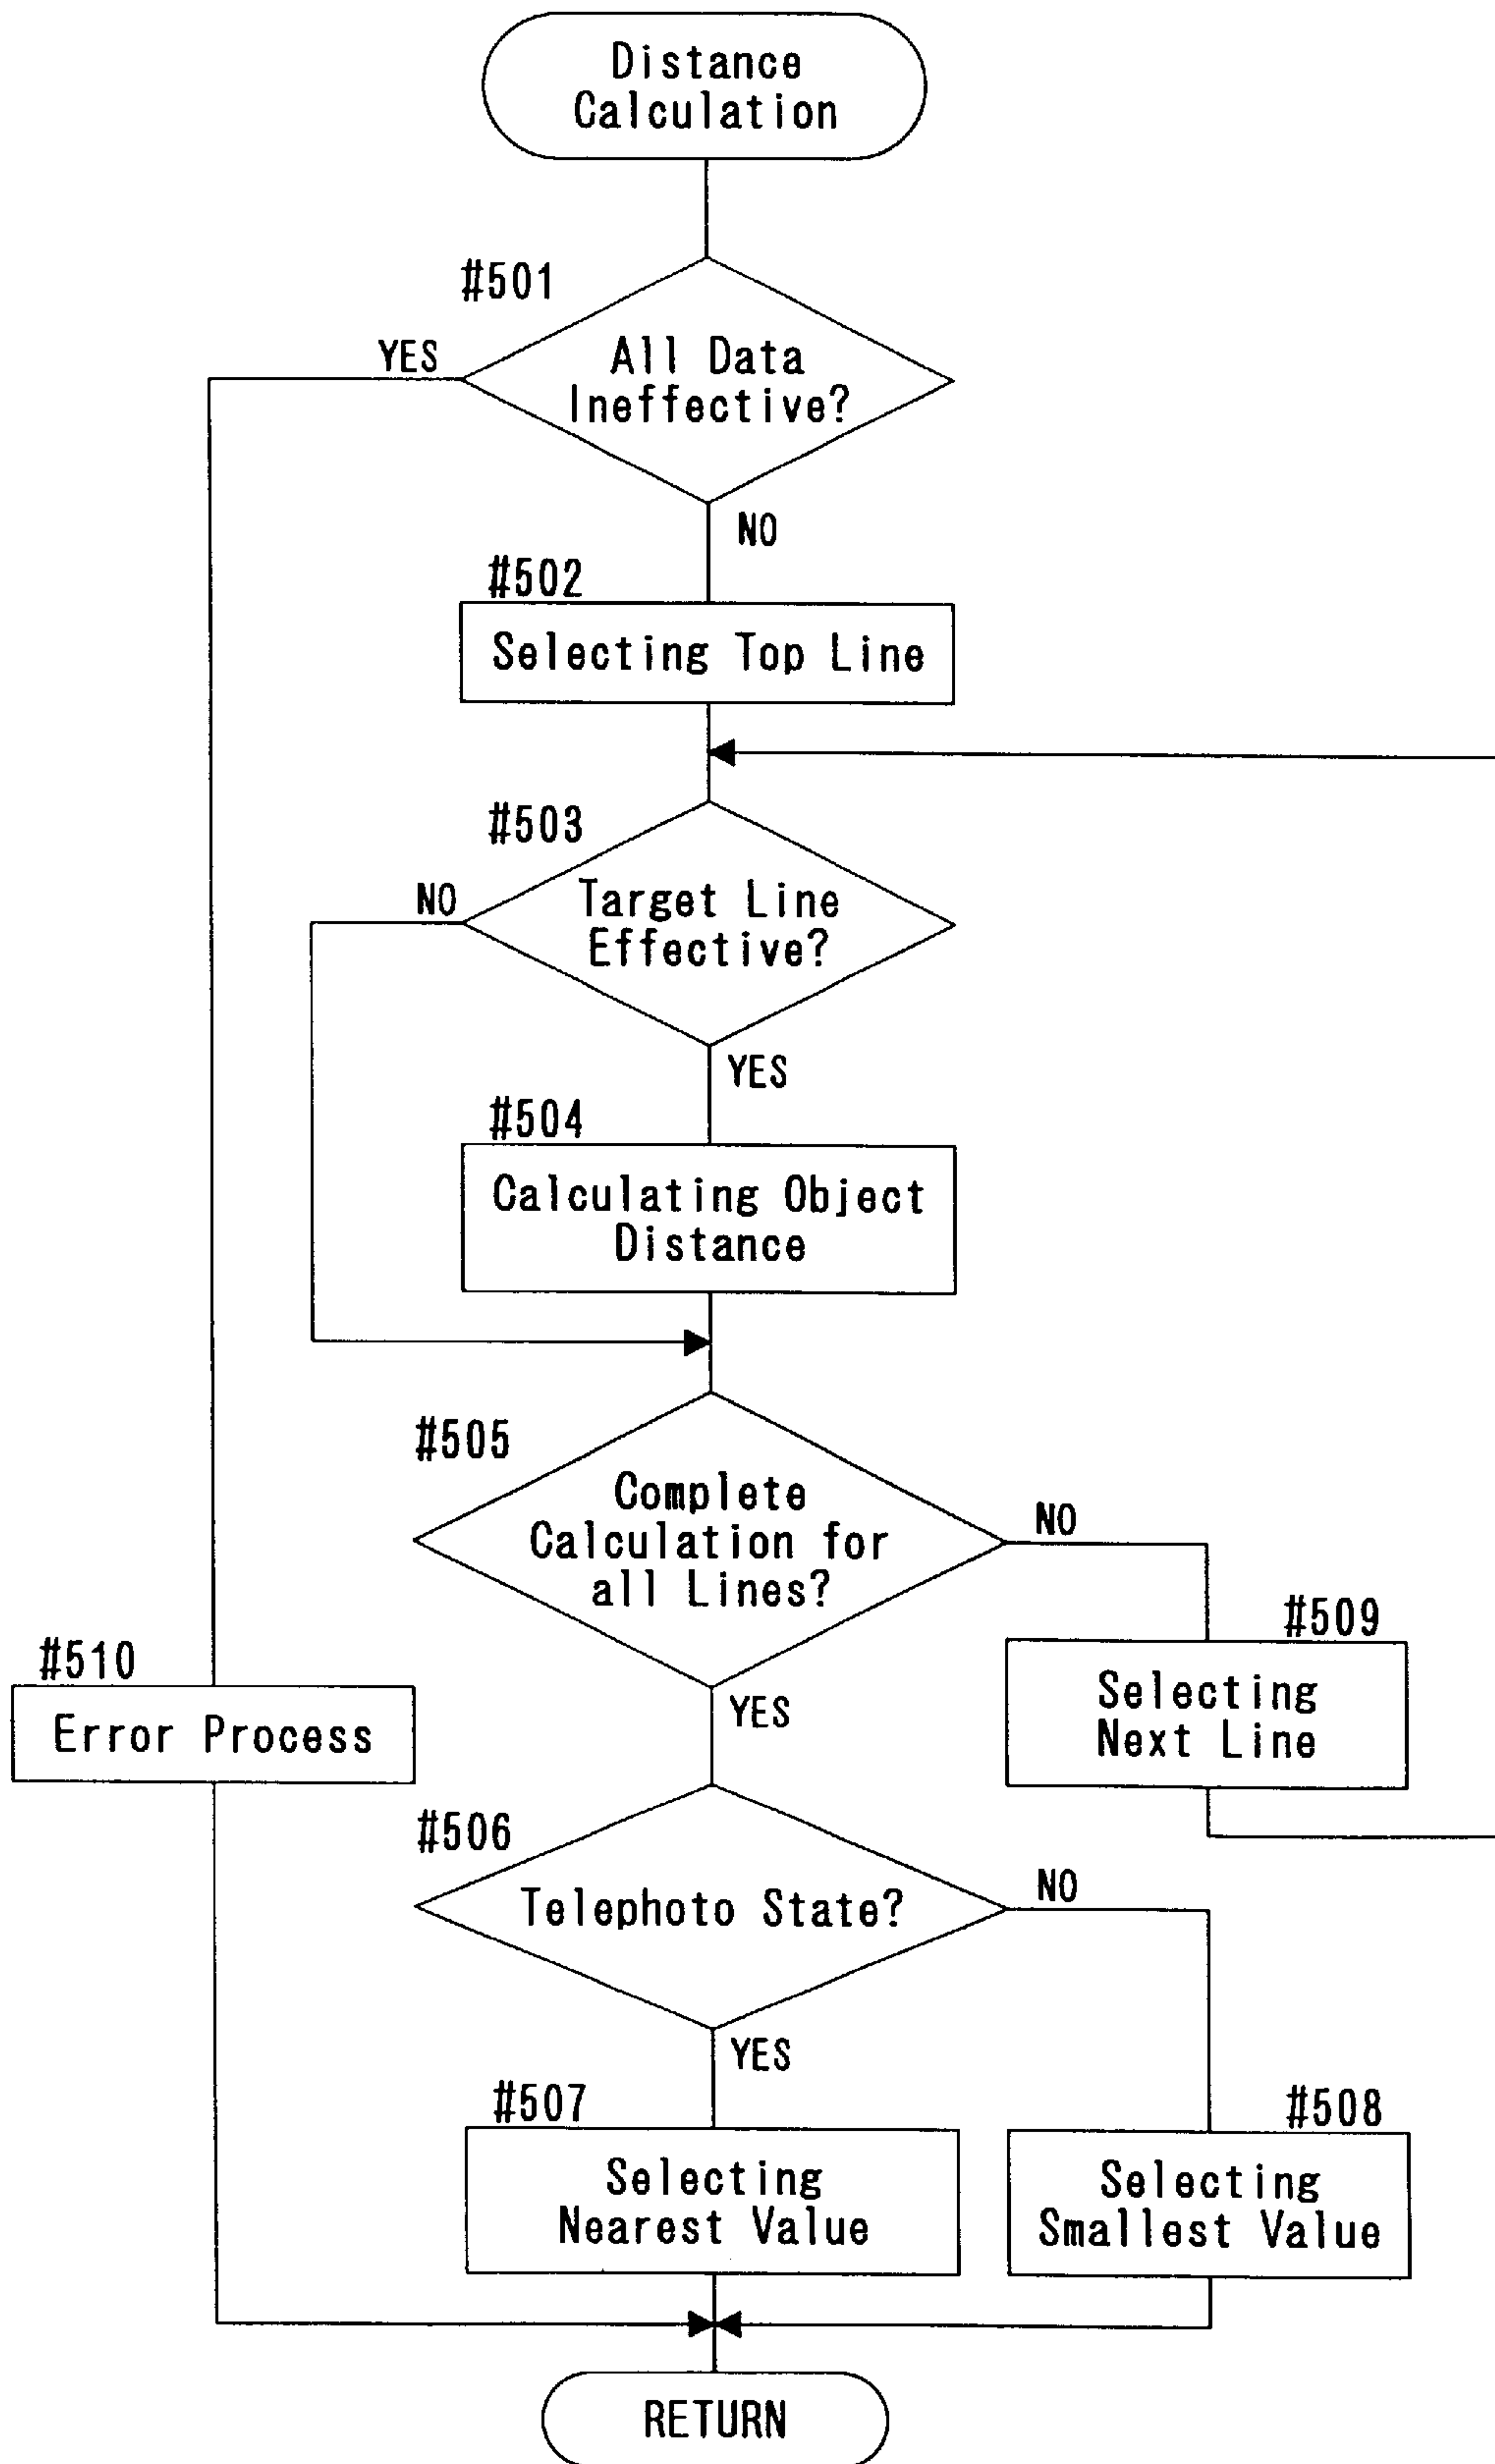 Distance
Calculation
#501
YES
All Data
Ineffective?
NO
#502
Selecting Top Line
#503
NO
Target Line
Effective?
YES
#504
Calculating Object
Distance
#505
Complete
Calculation for
all Lines?
NO
YES
#509
Selecting
Next Line
#510
Error Process
#506
Telephoto State?
NO
YES
#507
Selecting
Nearest Value
#508
Selecting
Smallest Value
RETURN